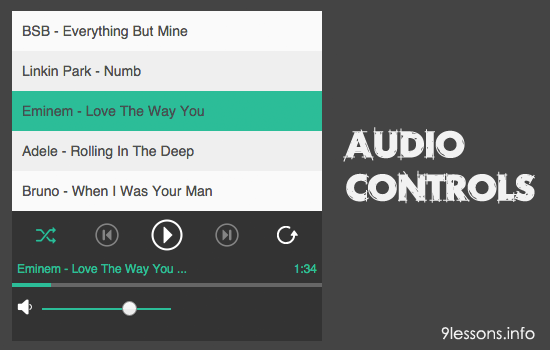 BSB - Everything But Mine
Linkin Park - Numb
Eminem - Love The Way You
Adele - Rolling In The Deep
Bruno - When I Was Your Man
Eminem - Love The Way You ... 1:34
AUDIO
CONTROLS
9lessons.info